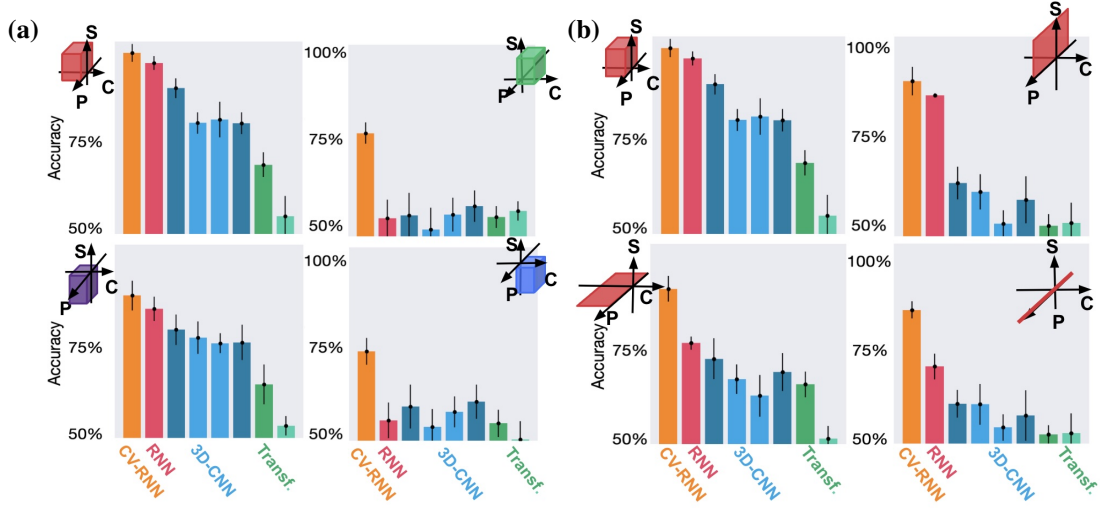 (a)
S
C
P
Accuracy
75%
50%
100%
75%
50%
S
C
P
S
P
Accuracy
75%
50%
CV-RNN
RNN
3D-CNN
Transf.
100%
75%
50%
S
C
P
CV-RNN
RNN
3D-CNN
Transf.
(b)
S
C
P
Accuracy
75%
50%
100%
75%
50%
S
C
P
S
C
P
Accuracy
75%
50%
CV-RNN
RNN
3D-CNN
Transf.
100%
75%
50%
S
C
P
CV-RNN
RNN
3D-CNN
Transf.